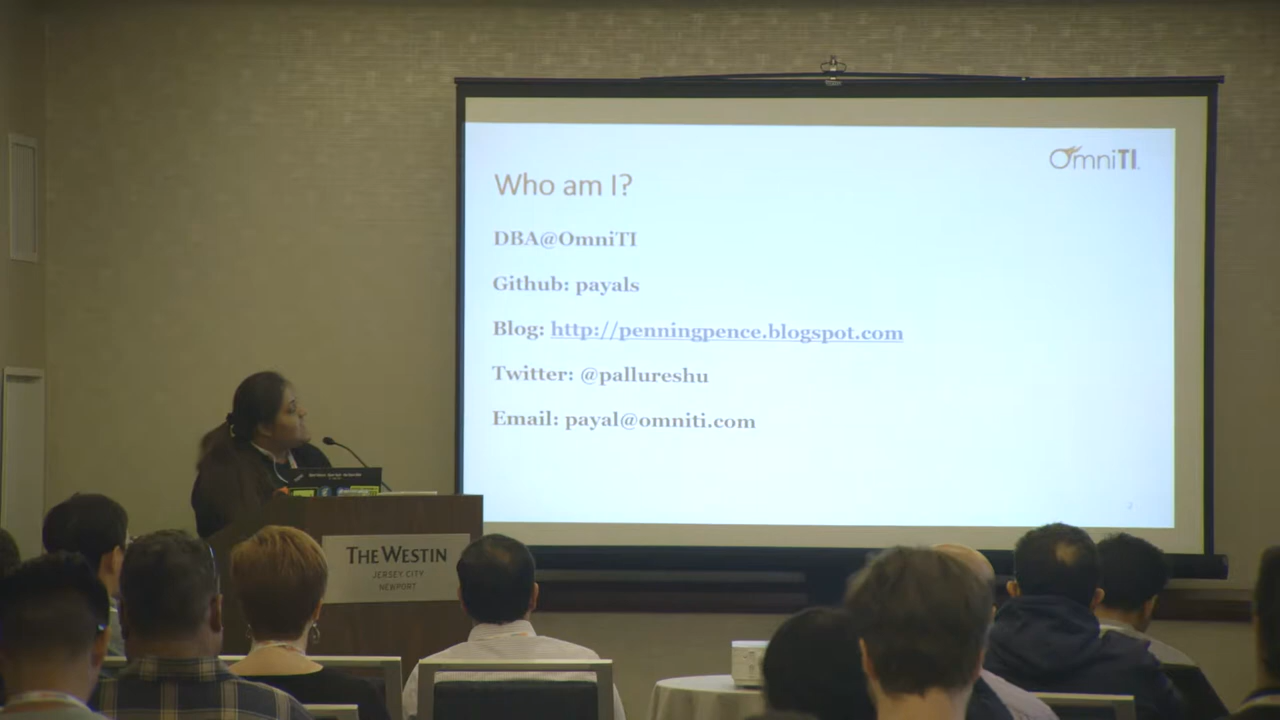 OmniTI
Who am I?
DBA@OmniTI
Github: payals
Blog: http://penningpence.blogspot.com
Twitter: @pallureshu
Email: payal@omniti.com
2
THE WESTIN
JERSEY CITY
NEWPORT